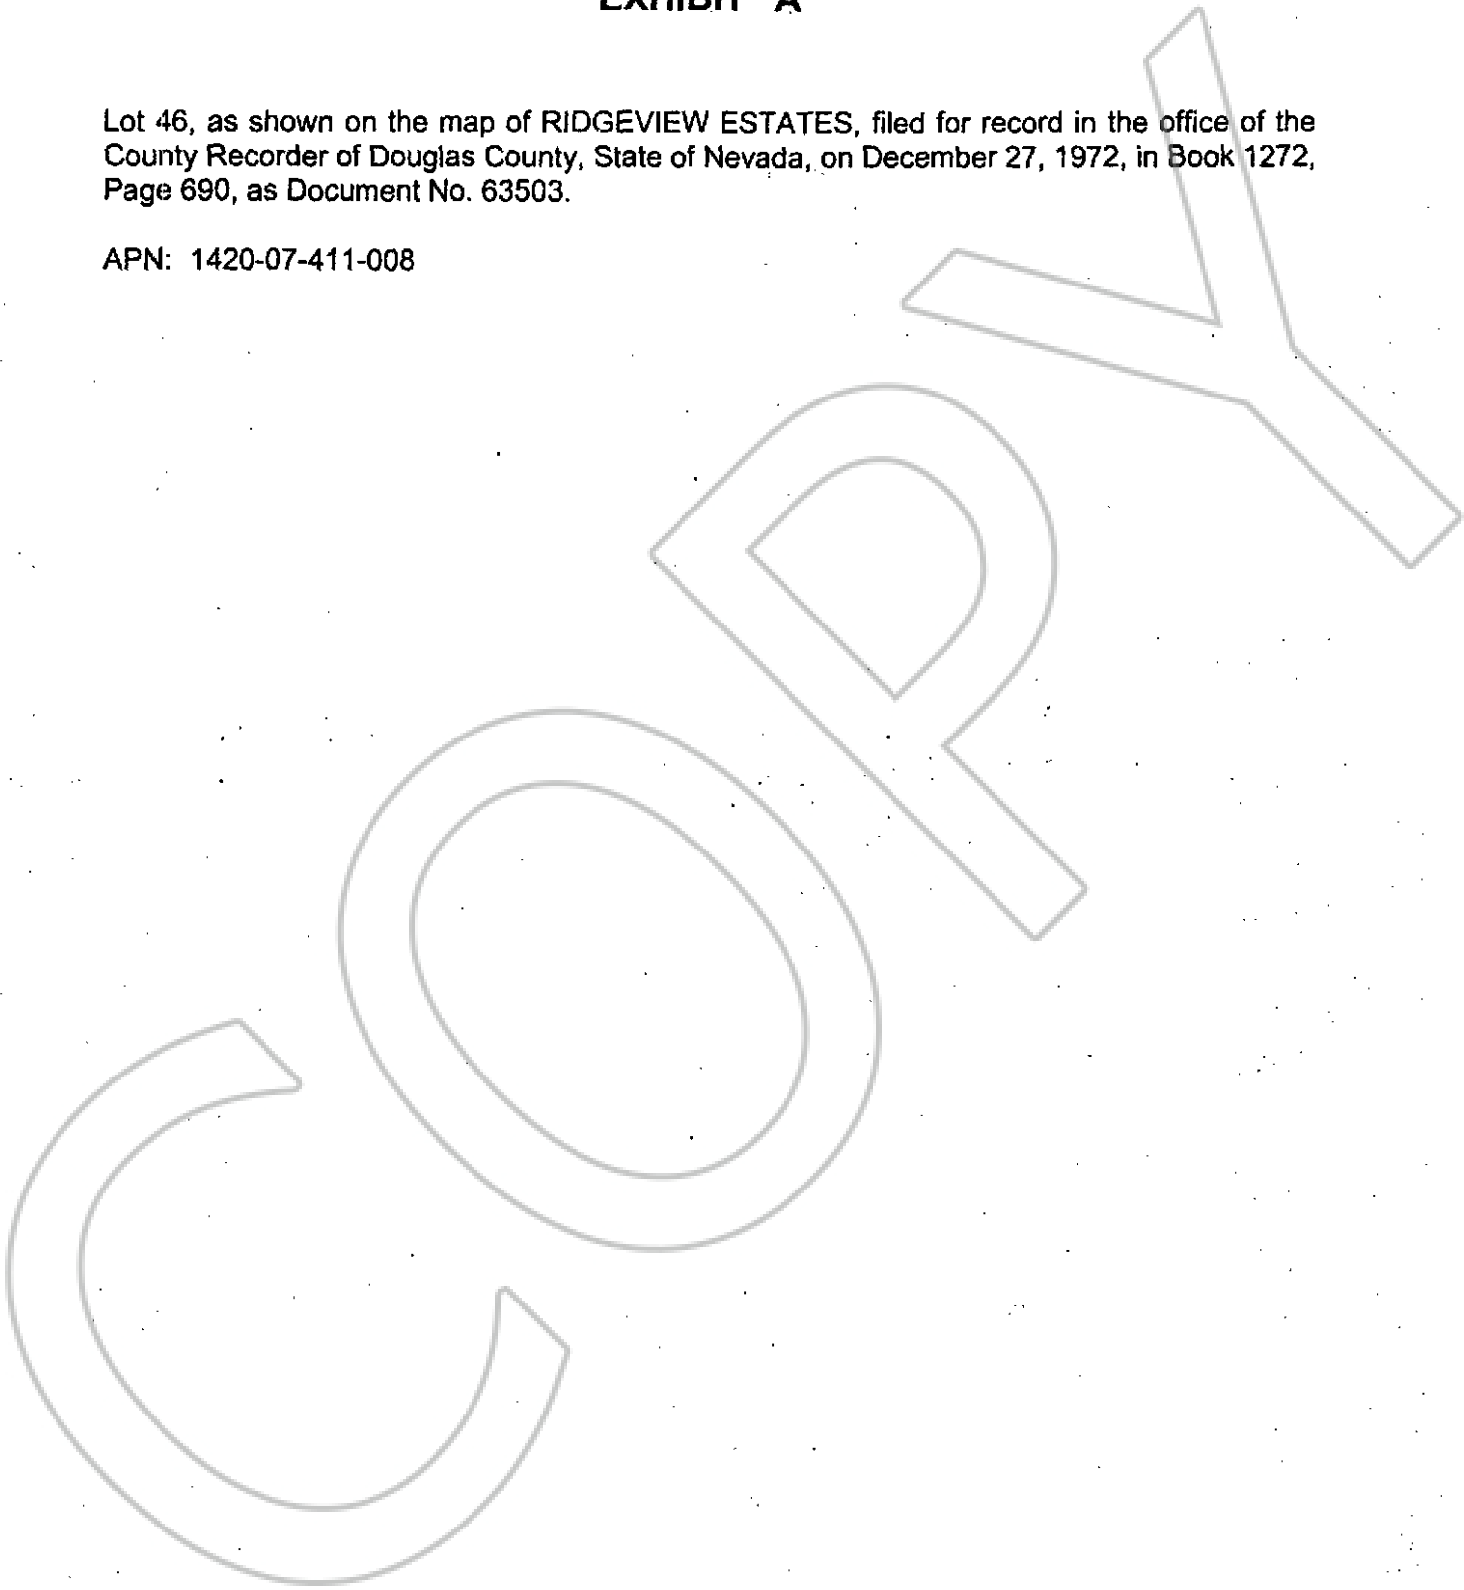 EXHIBIT "A"
Lot 46, as shown on the map of RIDGEVIEW ESTATES, filed for record in the office of the
County Recorder of Douglas County, State of Nevada, on December 27, 1972, in Book 1272,
Page 690, as Document No. 63503.
APN: 1420-07-411-008
COPY